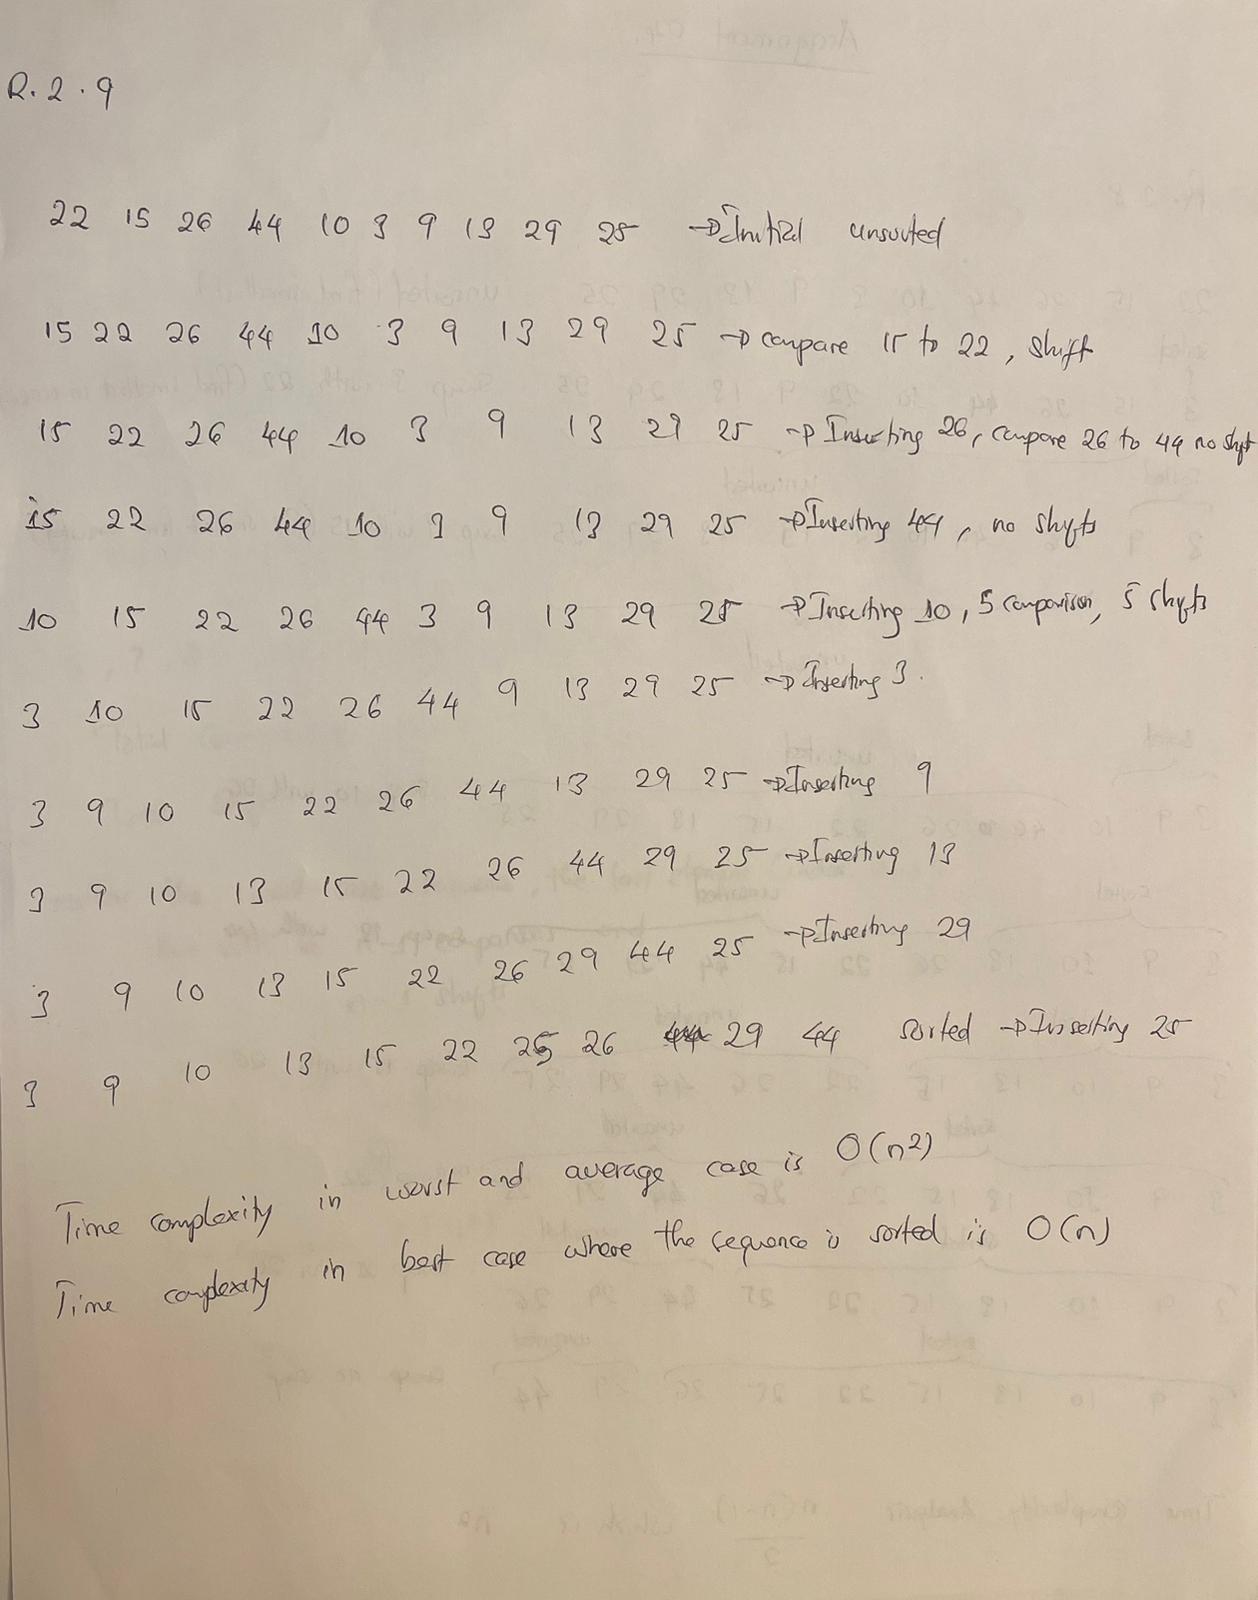 R. 2 . 9
22 15 26 44 10 3 9 13 29 25 → Initial unsorted
15 22 26 44 10 3 9 13 29 25 → compare 15 to 22, shift
15 22 26 44 10 3 9 13 29 25 → Inserting 26, compare 26 to 44 no shift
15 22 26 44 10 3 9 13 29 25 → Inserting 44, no shifts
10 15 22 26 44 3 9 13 29 25 → Inserting 10, 5 comparison, 5 shifts
3 10 15 22 26 44 9 13 29 25 → Inserting 3.
3 9 10 15 22 26 44 13 29 25 → Inserting 9
3 9 10 13 15 22 26 44 29 25 → Inserting 13
3 9 10 13 15 22 26 29 44 25 → Inserting 29
3 9 10 13 15 22 25 26 29 44 sorted → Inserting 25
Time complexity in worst and average case is O(n²)
Time complexity in best case where the sequence is sorted is O(n)